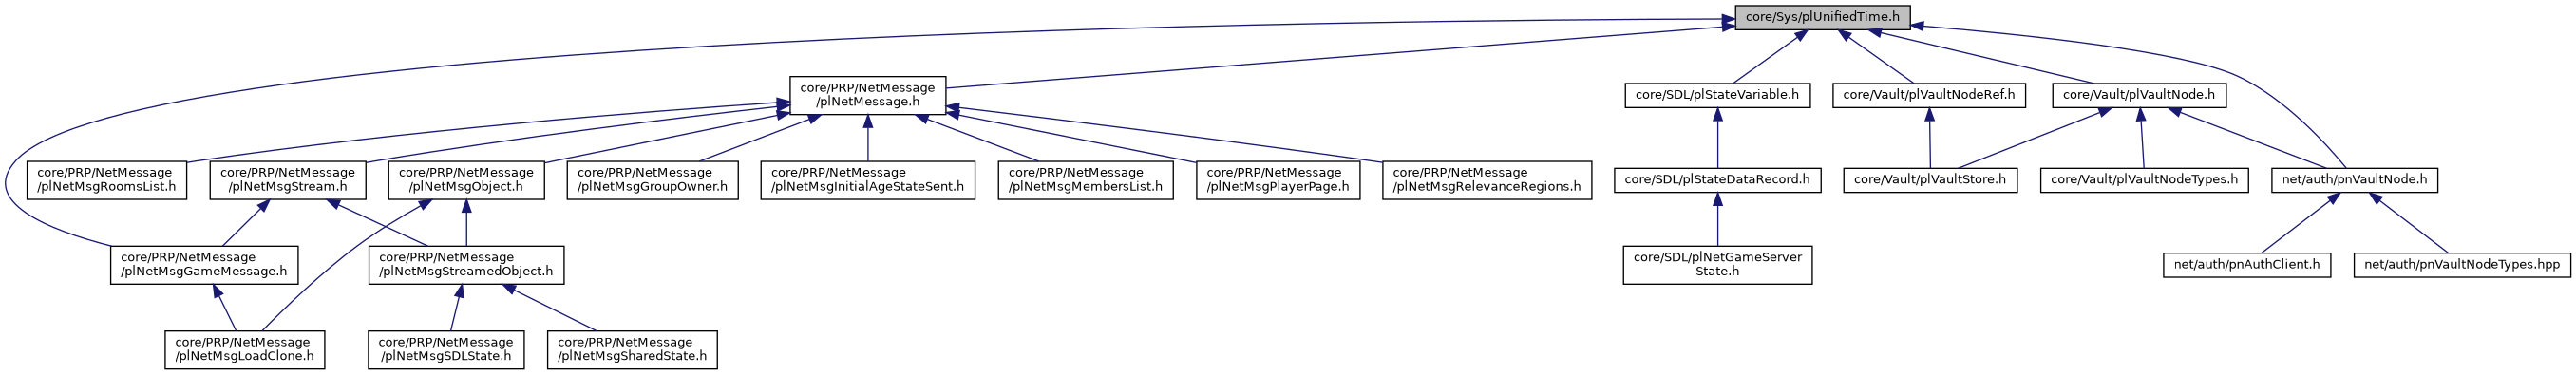 core/Sys/plUnifiedTime.h
core/PRP/NetMessage
/plNetMessage.h
core/SDL/plStateVariable.h
core/Vault/plVaultNodeRef.h
core/Vault/plVaultNode.h
core/PRP/NetMessage
/plNetMsgRoomsList.h
core/PRP/NetMessage
/plNetMsgStream.h
core/PRP/NetMessage
/plNetMsgObject.h
core/PRP/NetMessage
/plNetMsgGroupOwner.h
core/PRP/NetMessage
/plNetMsgInitialAgeStateSent.h
core/PRP/NetMessage
/plNetMsgMembersList.h
core/PRP/NetMessage
/plNetMsgPlayerPage.h
core/PRP/NetMessage
/plNetMsgRelevanceRegions.h
core/SDL/plStateDataRecord.h
core/Vault/plVaultStore.h
core/Vault/plVaultNodeTypes.h
net/auth/pnVaultNode.h
core/PRP/NetMessage
/plNetMsgGameMessage.h
core/PRP/NetMessage
/plNetMsgStreamedObject.h
core/SDL/plNetGameServer
State.h
net/auth/pnAuthClient.h
net/auth/pnVaultNodeTypes.hpp
core/PRP/NetMessage
/plNetMsgLoadClone.h
core/PRP/NetMessage
/plNetMsgSDLState.h
core/PRP/NetMessage
/plNetMsgSharedState.h